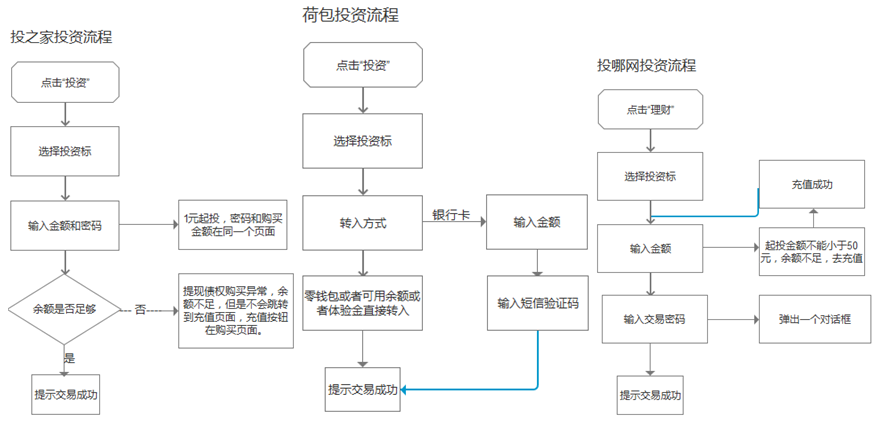 投之家投资流程
点击“投资”
选择投资标
输入金额和密码
1元起投，密码和购买
金额在同一个页面
余额是否足够
否
提现债权购买异常，余
额不足，但是不会跳转
到充值页面，充值按钮
在购买页面。
是
提示交易成功
荷包投资流程
点击“投资”
选择投资标
转入方式
银行卡
输入金额
零钱包或者可用余额或
者体验金直接转入
输入短信验证码
提示交易成功
投哪网投资流程
点击“理财”
选择投资标
充值成功
输入金额
起投金额不能小于50
元，余额不足，去充值
输入交易密码
弹出一个对话框
提示交易成功